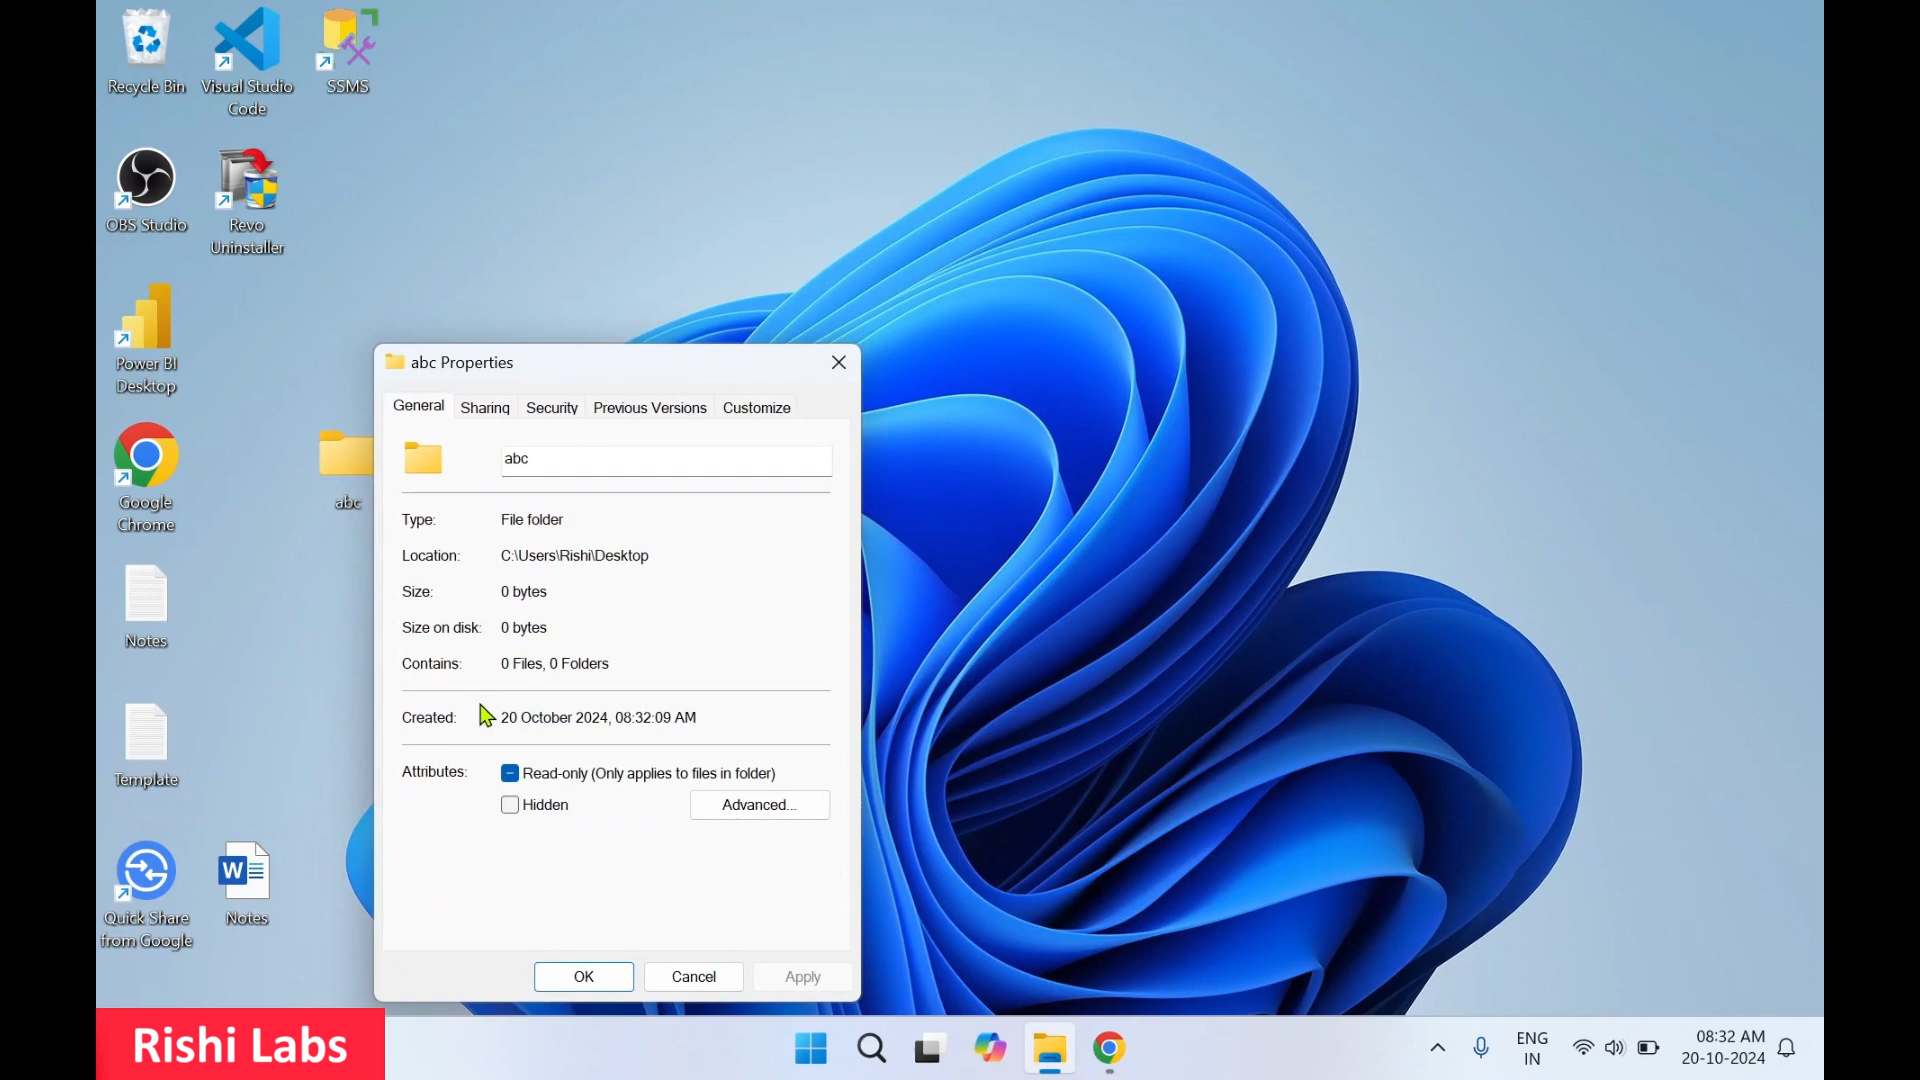 Recycle Bin
Visual Studio
Code
SSMS
OBS Studio
Revo
Uninstaller
Power BI
Desktop
Google
Chrome
abc
Notes
Template
Quick Share
from Google
Notes
abc Properties
General
Sharing
Security
Previous Versions
Customize
abc
Type: File folder
Location: C:\Users\Rishi\Desktop
Size: 0 bytes
Size on disk: 0 bytes
Contains: 0 Files, 0 Folders
Created: 20 October 2024, 08:32:09 AM
Attributes: Read-only (Only applies to files in folder)
Hidden
Advanced...
OK
Cancel
Apply
Rishi Labs
ENG
IN
08:32 AM
20-10-2024